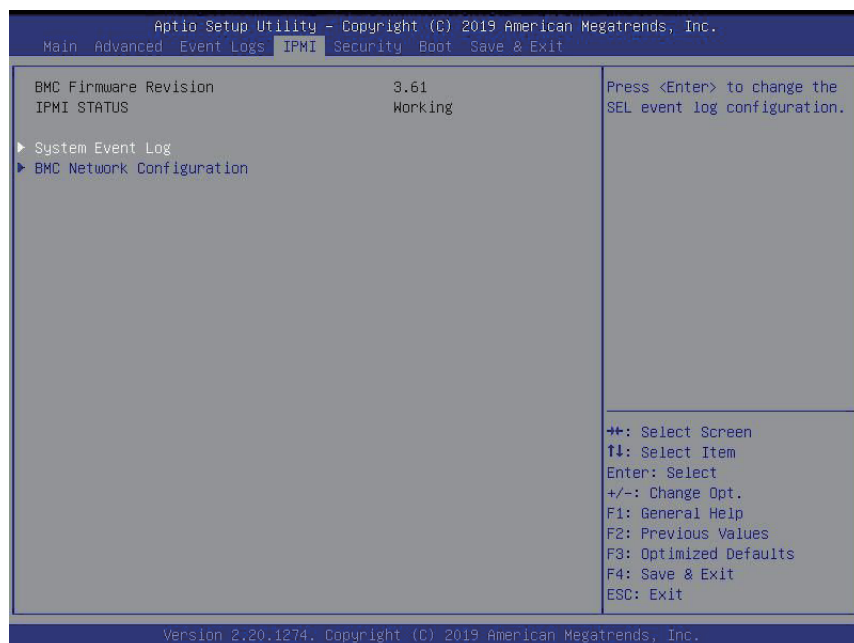 Aptio Setup Utility – Copyright (C) 2019 American Megatrends, Inc.
Main Advanced Event Logs IPMI Security Boot Save & Exit
BMC Firmware Revision 3.61
IPMI STATUS Working
▶ System Event Log
▶ BMC Network Configuration
Press <Enter> to change the
SEL event log configuration.
→←: Select Screen
↑↓: Select Item
Enter: Select
+/-: Change Opt.
F1: General Help
F2: Previous Values
F3: Optimized Defaults
F4: Save & Exit
ESC: Exit
Version 2.20.1274. Copyright (C) 2019 American Megatrends, Inc.